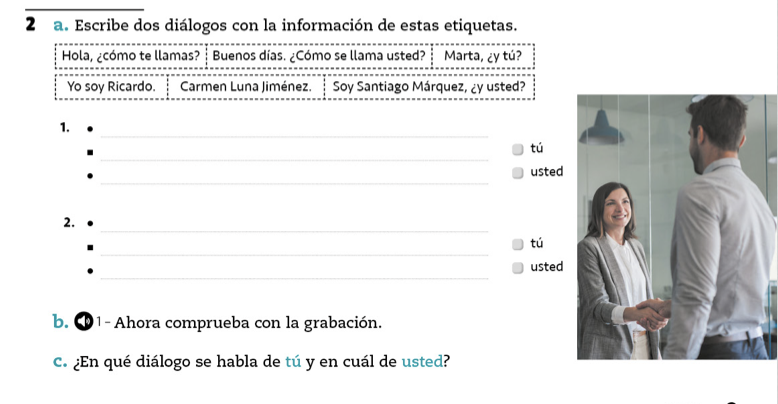 2 a. Escribe dos diálogos con la información de estas etiquetas.
Hola, ¿cómo te llamas? Buenos días. ¿Cómo se llama usted? Marta, ¿y tú?
Yo soy Ricardo. Carmen Luna Jiménez. Soy Santiago Márquez, ¿y usted?
1.
tú
usted
2.
tú
usted
b. 1 - Ahora comprueba con la grabación.
c. ¿En qué diálogo se habla de tú y en cuál de usted?